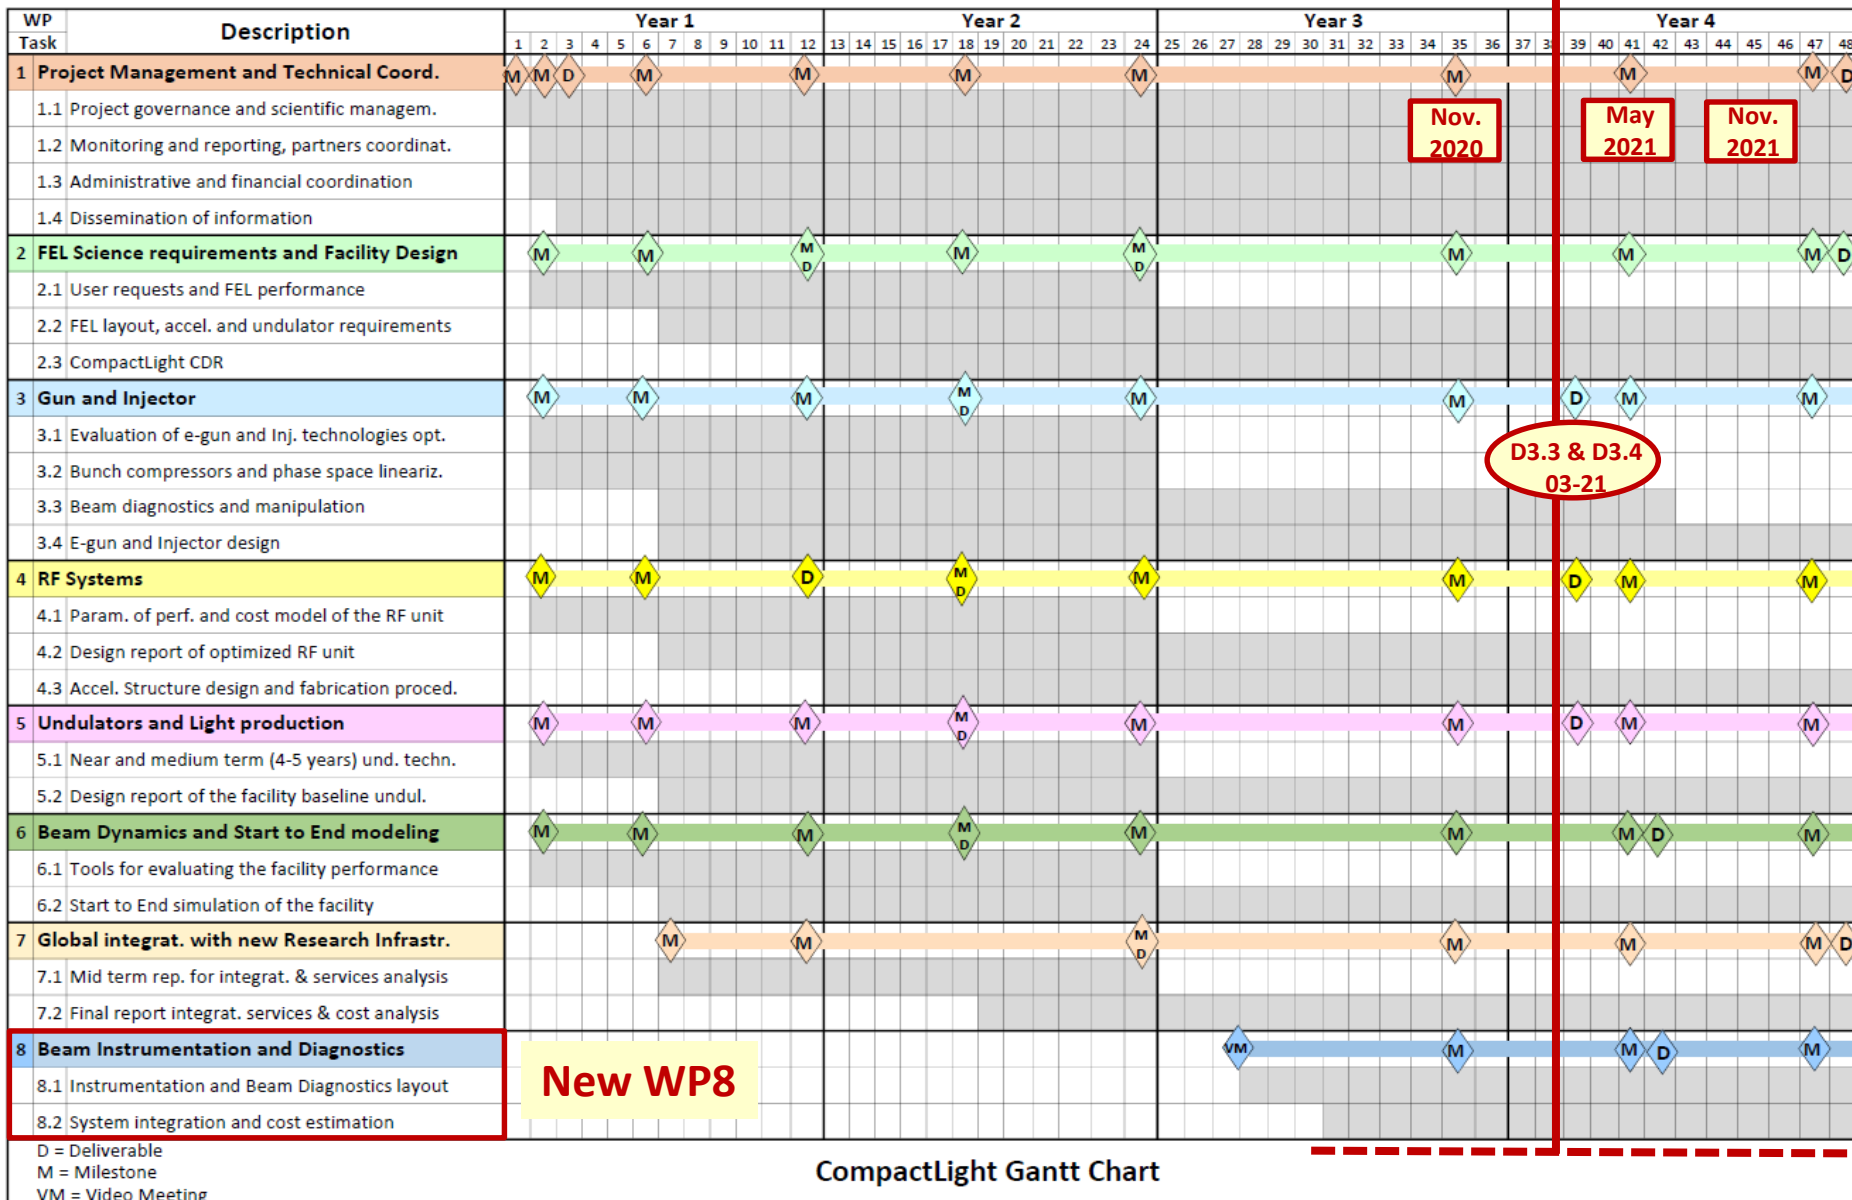 WP Description Year 1 Year 2 Year 3 Year 4
Task 1 2 3 4 5 6 7 8 9 10 11 12 13 14 15 16 17 18 19 20 21 22 23 24 25 26 27 28 29 30 31 32 33 34 35 36 37 39 40 41 42 43 44 45 46 47 48
1 Project Management and Technical Coord. M M D M M M M M M M D
1.1 Project governance and scientific managem.
Nov. May Nov.
2020 2021 2021
1.2 Monitoring and reporting, partners coordinat.
1.3 Administrative and financial coordination
1.4 Dissemination of information
2 FEL Science requirements and Facility Design M M M D M M D M M M D
2.1 User requests and FEL performance
2.2 FEL layout, accel. and undulator requirements
2.3 CompactLight CDR
3 Gun and Injector M M M M D M M D M M
3.1 Evaluation of e-gun and Inj. technologies opt.
D3.3 & D3.4
03-21
3.2 Bunch compressors and phase space lineariz.
3.3 Beam diagnostics and manipulation
3.4 E-gun and Injector design
4 RF Systems M M D M D M M D M M
4.1 Param. of perf. and cost model of the RF unit
4.2 Design report of optimized RF unit
4.3 Accel. Structure design and fabrication proced.
5 Undulators and Light production M M M M D M M D M M
5.1 Near and medium term (4-5 years) und. techn.
5.2 Design report of the facility baseline undul.
6 Beam Dynamics and Start to End modeling M M M M D M M M D M
6.1 Tools for evaluating the facility performance
6.2 Start to End simulation of the facility
7 Global integrat. with new Research Infrastr. M M M D M M M D
7.1 Mid term rep. for integrat. & services analysis
7.2 Final report integrat. services & cost analysis
8 Beam Instrumentation and Diagnostics VM M M D M
8.1 Instrumentation and Beam Diagnostics layout
New WP8
8.2 System integration and cost estimation
D = Deliverable
M = Milestone
VM = Video Meeting
CompactLight Gantt Chart